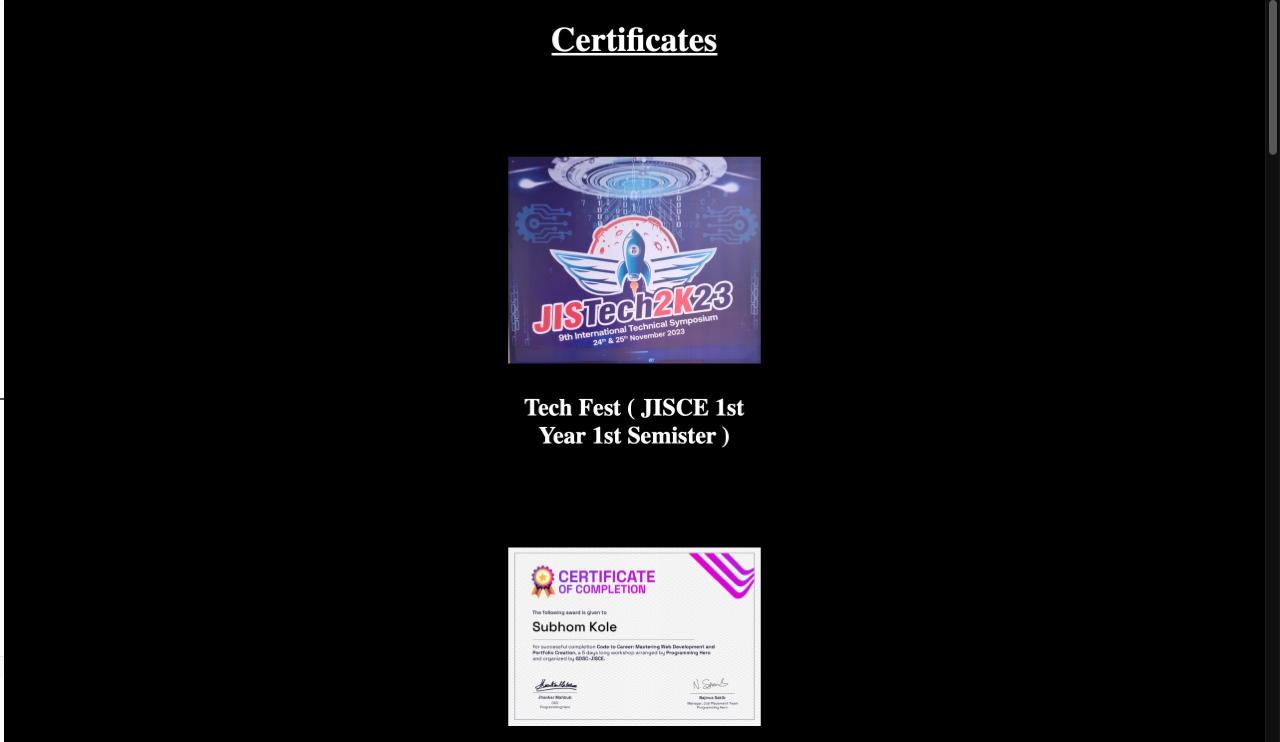 Certificates
JISTech2K23
9th International Technical Symposium
24th & 25th November 2023
Tech Fest ( JISCE 1st
Year 1st Semister )
CERTIFICATE
OF COMPLETION
The following award is given to
Subhom Kole
For successful completion Code to Career: Mastering Web Development and
Portfolio Creation, a 5 days long workshop arranged by Programming Hero
and organized by GDSC-JISCE.
Jhankar Mahbub
CEO
Programming Hero
Najmus Sakib
Manager, Job Placement Team
Programming Hero